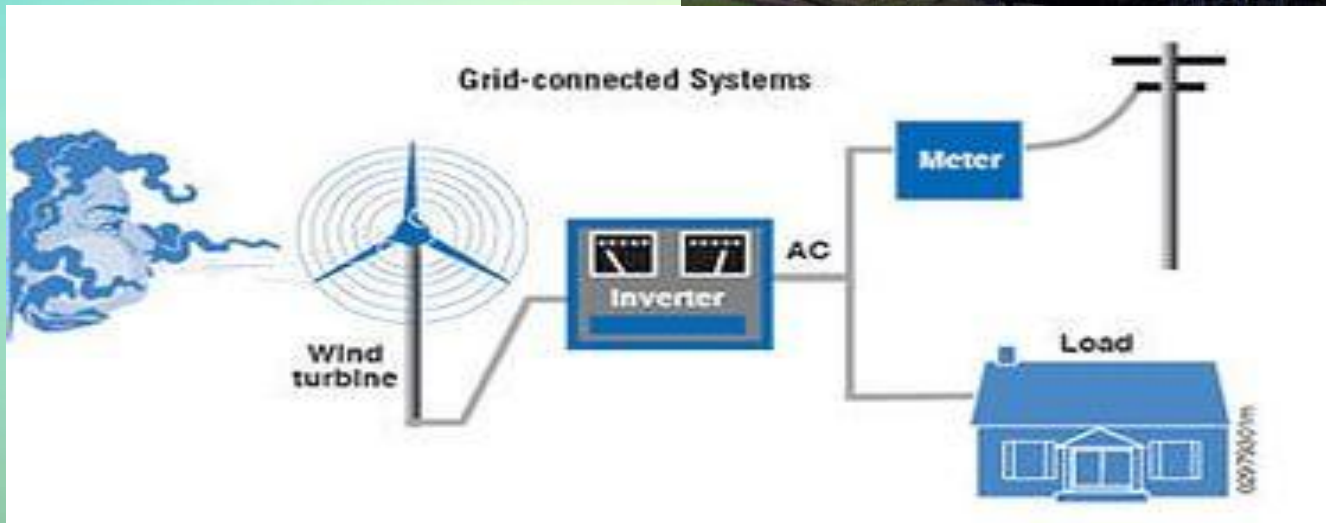 Grid-connected Systems
Meter
AC
Inverter
Wind
turbine
Load